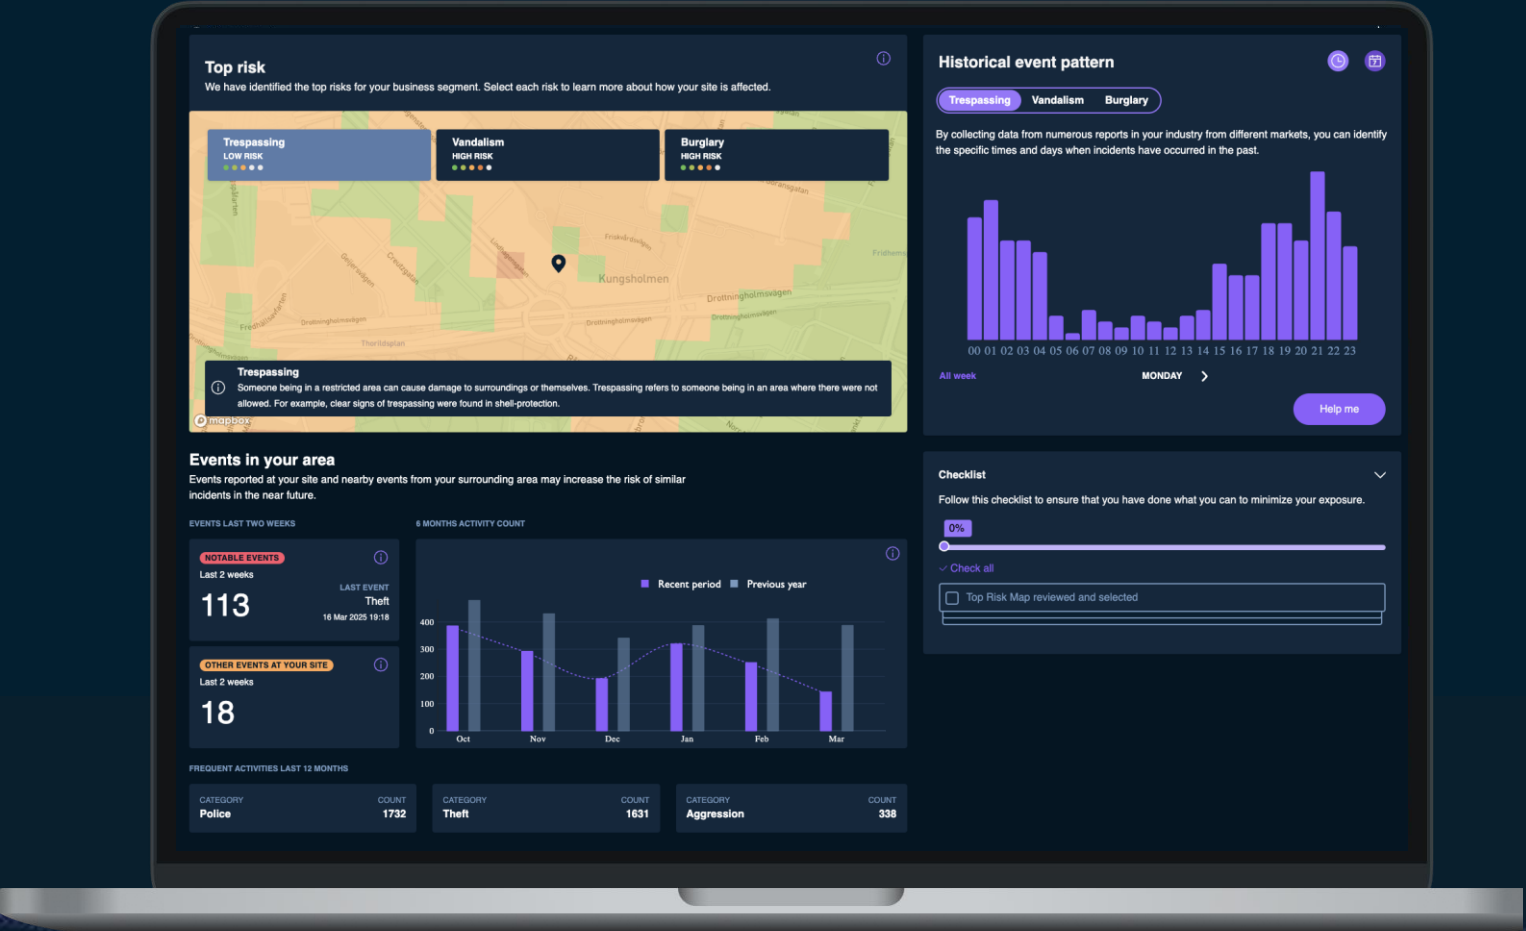 Top risk
We have identified the top risks for your business segment. Select each risk to learn more about how your site is affected.
Trespassing
LOW RISK
Vandalism
HIGH RISK
Burglary
HIGH RISK
Lindhagensgatan
Geijersvägen
Creutzgatan
Friskvårdsvägen
Fridhems
Kungsholmen
Drottningholmsvägen
Fredhällsgatan
Drottningholmsvägen
Drottningholmsvägen
Drottningholmsvägen
Thorildsplan
Trespassing
Someone being in a restricted area can cause damage to surroundings or themselves. Trespassing refers to someone being in an area where there were not
allowed. For example, clear signs of trespassing were found in shell-protection.
mapbox
Events in your area
Events reported at your site and nearby events from your surrounding area may increase the risk of similar
incidents in the near future.
EVENTS LAST TWO WEEKS
NOTABLE EVENTS
Last 2 weeks
113
LAST EVENT
Theft
16 Mar 2025 19:18
OTHER EVENTS AT YOUR SITE
Last 2 weeks
18
6 MONTHS ACTIVITY COUNT
Recent period Previous year
400
300
200
100
0
Oct Nov Dec Jan Feb Mar
FREQUENT ACTIVITIES LAST 12 MONTHS
CATEGORY COUNT
Police 1732
CATEGORY COUNT
Theft 1631
CATEGORY COUNT
Aggression 338
Historical event pattern
Trespassing Vandalism Burglary
By collecting data from numerous reports in your industry from different markets, you can identify
the specific times and days when incidents have occurred in the past.
00 01 02 03 04 05 06 07 08 09 10 11 12 13 14 15 16 17 18 19 20 21 22 23
All week MONDAY
Help me
Checklist
Follow this checklist to ensure that you have done what you can to minimize your exposure.
0%
Check all
Top Risk Map reviewed and selected